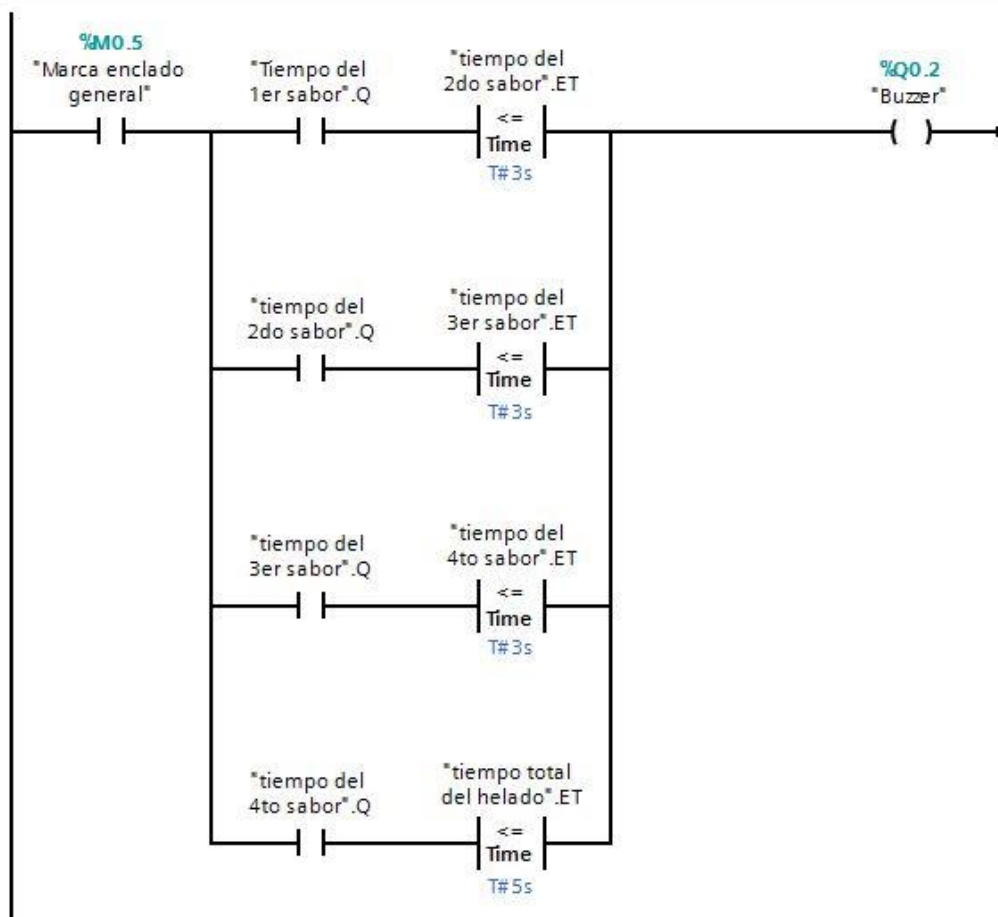 %M0.5
"Marca enclado
general"
"Tiempo del
1er sabor".Q
"tiempo del
2do sabor".ET
<=
Time
T#3s
%Q0.2
"Buzzer"
"tiempo del
2do sabor".Q
"tiempo del
3er sabor".ET
<=
Time
T#3s
"tiempo del
3er sabor".Q
"tiempo del
4to sabor".ET
<=
Time
T#3s
"tiempo del
4to sabor".Q
"tiempo total
del helado".ET
<=
Time
T#5s